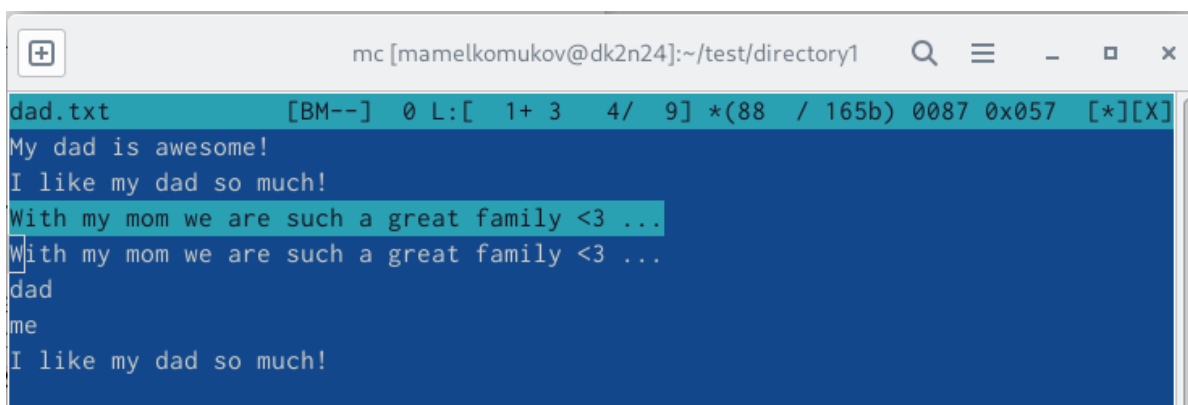 mc [mamelkomukov@dk2n24]:~/test/directory1
dad.txt [BM--] 0 L:[ 1+ 3 4/ 9] *(88 / 165b) 0087 0x057 [*][X]
My dad is awesome!
I like my dad so much!
With my mom we are such a great family <3 ...
With my mom we are such a great family <3 ...
dad
me
I like my dad so much!